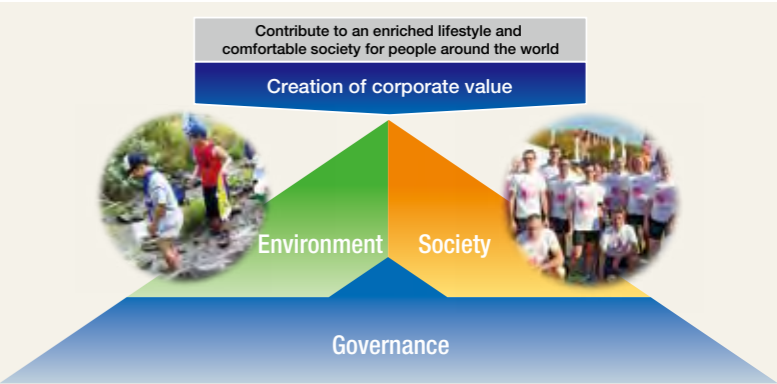 Contribute to an enriched lifestyle and
comfortable society for people around the world
Creation of corporate value
Environment
Society
Governance